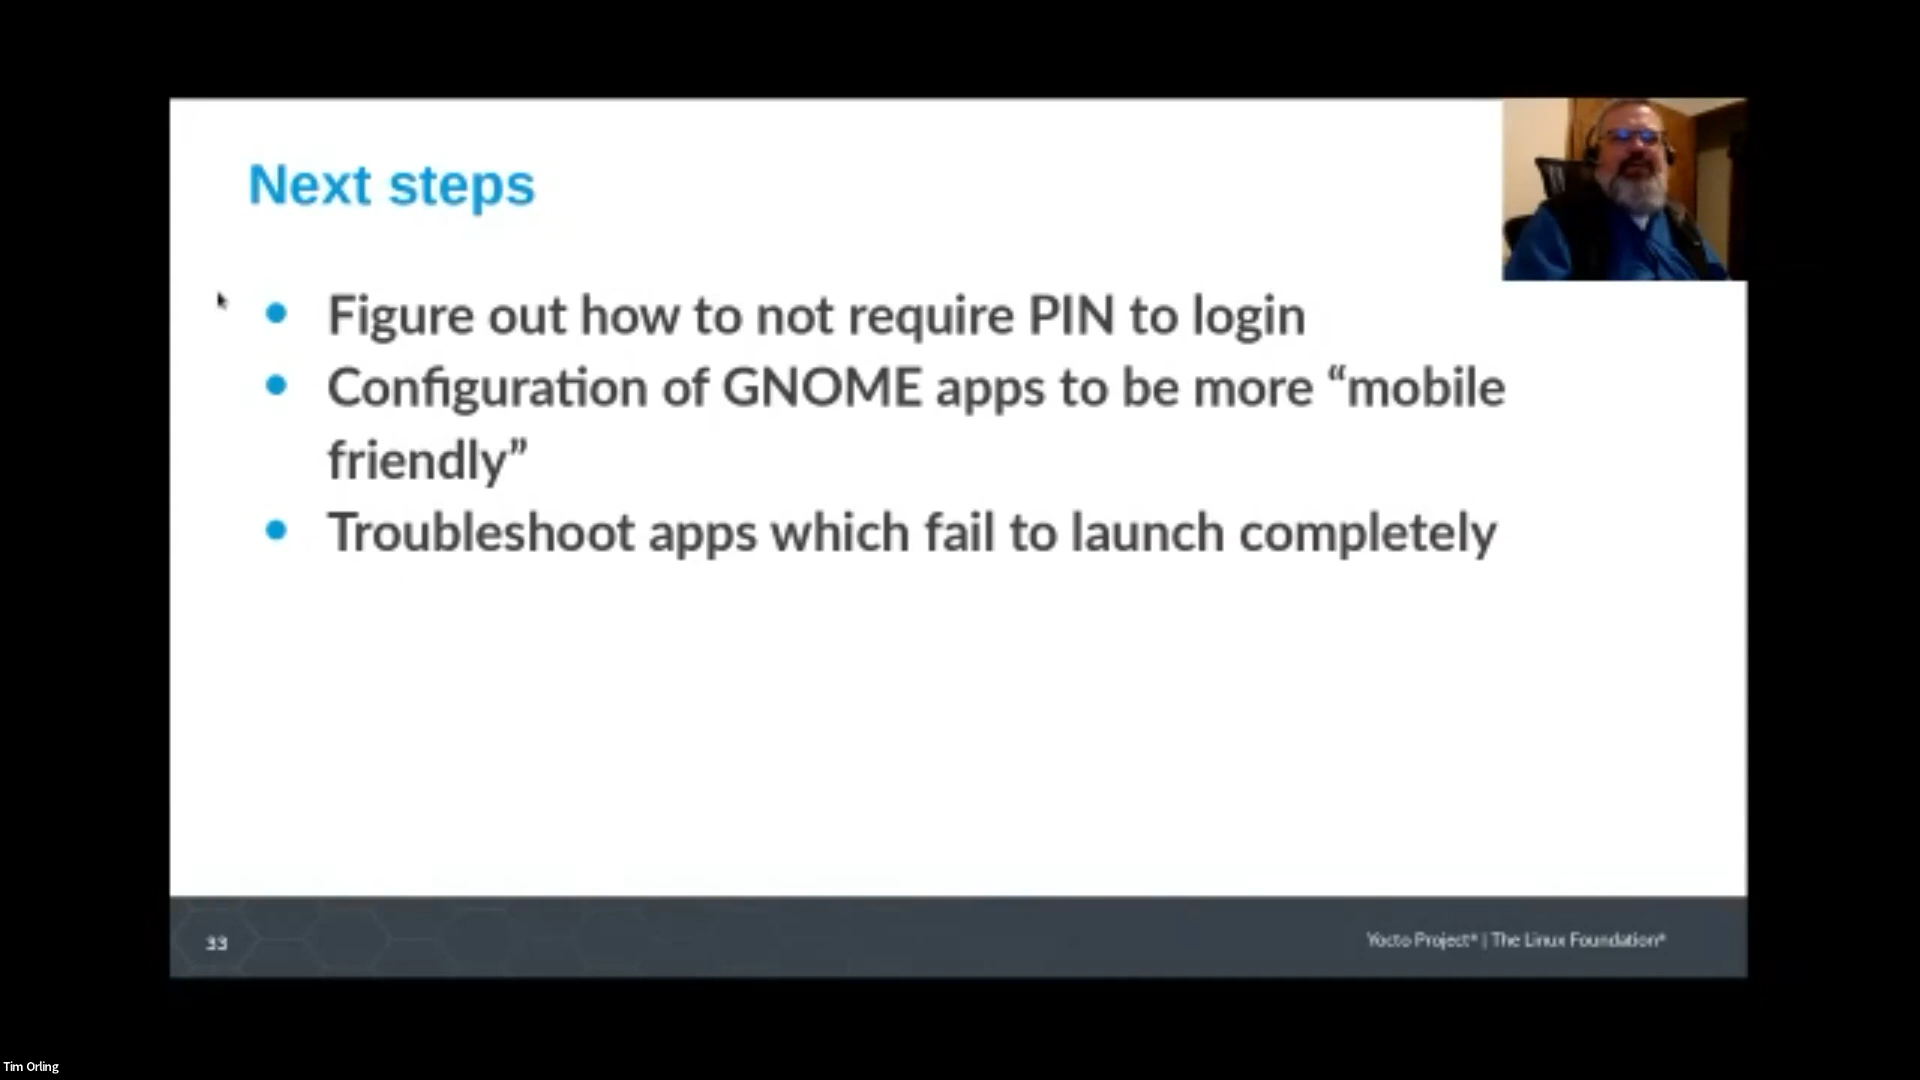 Next steps
• Figure out how to not require PIN to login
• Configuration of GNOME apps to be more “mobile
friendly”
• Troubleshoot apps which fail to launch completely
33
Yocto Project® | The Linux Foundation®
Tim Orling